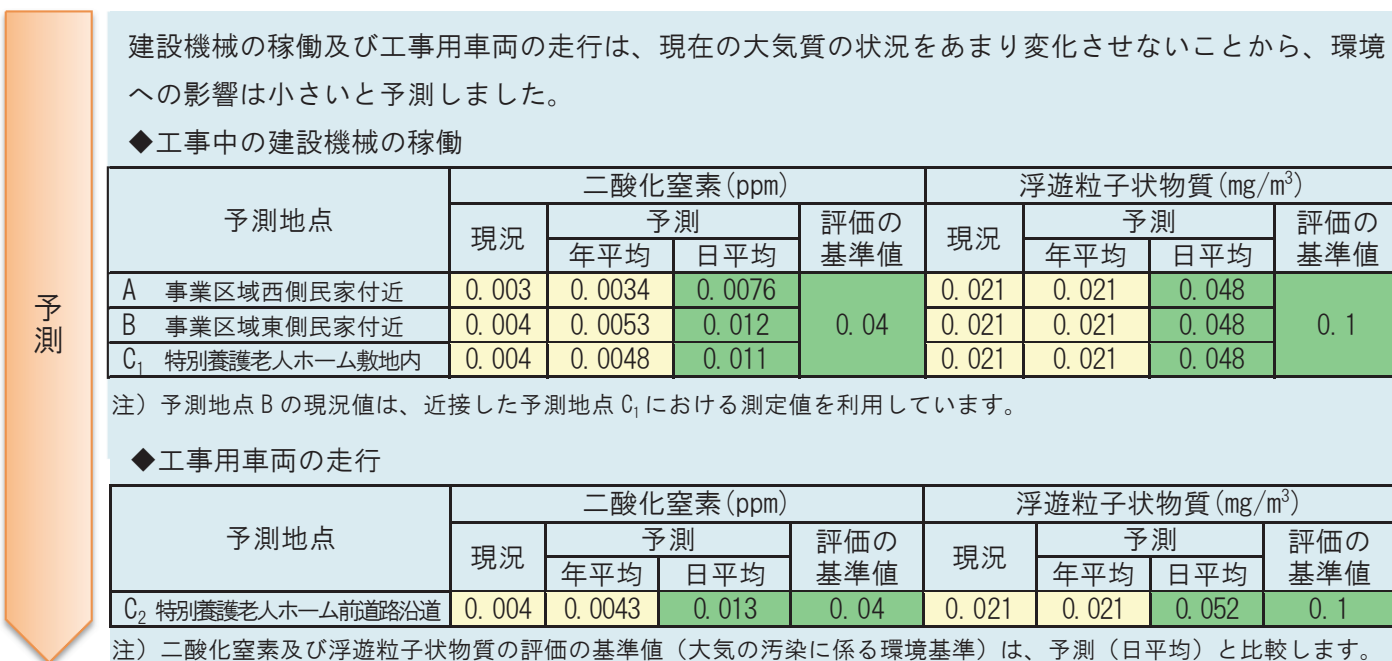 予測
建設機械の稼働及び工事用車両の走行は、現在の大気質の状況をあまり変化させないことから、環境
への影響は小さいと予測しました。
◆工事中の建設機械の稼働
予測地点 二酸化窒素(ppm) 浮遊粒子状物質(mg/m³)
現況 予測 評価の基準値 現況 予測 評価の基準値
年平均 日平均 年平均 日平均
A 事業区域西側民家付近 0.003 0.0034 0.0076 0.021 0.021 0.048
B 事業区域東側民家付近 0.004 0.0053 0.012 0.04 0.021 0.021 0.048 0.1
C₁ 特別養護老人ホーム敷地内 0.004 0.0048 0.011 0.021 0.021 0.048
注）予測地点 B の現況値は、近接した予測地点 C₁ における測定値を利用しています。
◆工事用車両の走行
予測地点 二酸化窒素(ppm) 浮遊粒子状物質(mg/m³)
現況 予測 評価の基準値 現況 予測 評価の基準値
年平均 日平均 年平均 日平均
C₂ 特別養護老人ホーム前道路沿道 0.004 0.0043 0.013 0.04 0.021 0.021 0.052 0.1
注）二酸化窒素及び浮遊粒子状物質の評価の基準値（大気の汚染に係る環境基準）は、予測（日平均）と比較します。